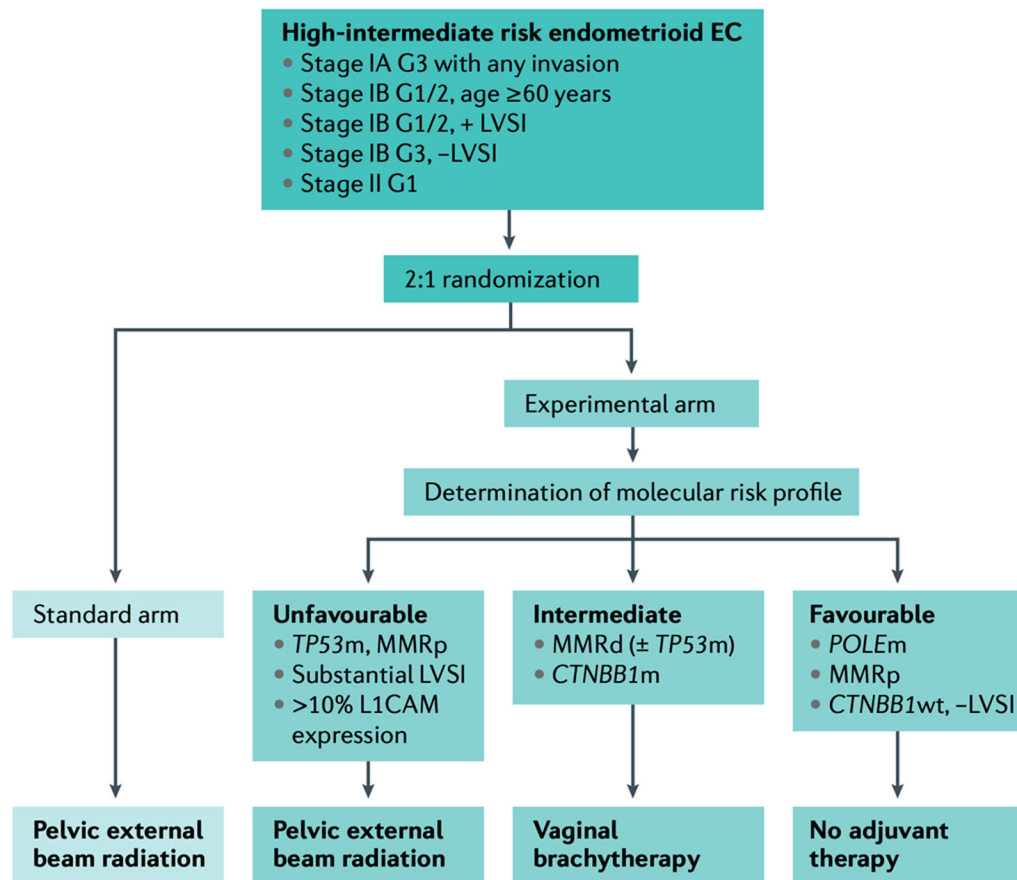 High-intermediate risk endometrioid EC
• Stage IA G3 with any invasion
• Stage IB G1/2, age ≥60 years
• Stage IB G1/2, + LVSI
• Stage IB G3, –LVSI
• Stage II G1
2:1 randomization
Experimental arm
Determination of molecular risk profile
Standard arm
Unfavourable
• TP53m, MMRp
• Substantial LVSI
• >10% L1CAM
expression
Intermediate
• MMRd (± TP53m)
• CTNBB1m
Favourable
• POLEm
• MMRp
• CTNBB1wt, –LVSI
Pelvic external
beam radiation
Pelvic external
beam radiation
Vaginal
brachytherapy
No adjuvant
therapy